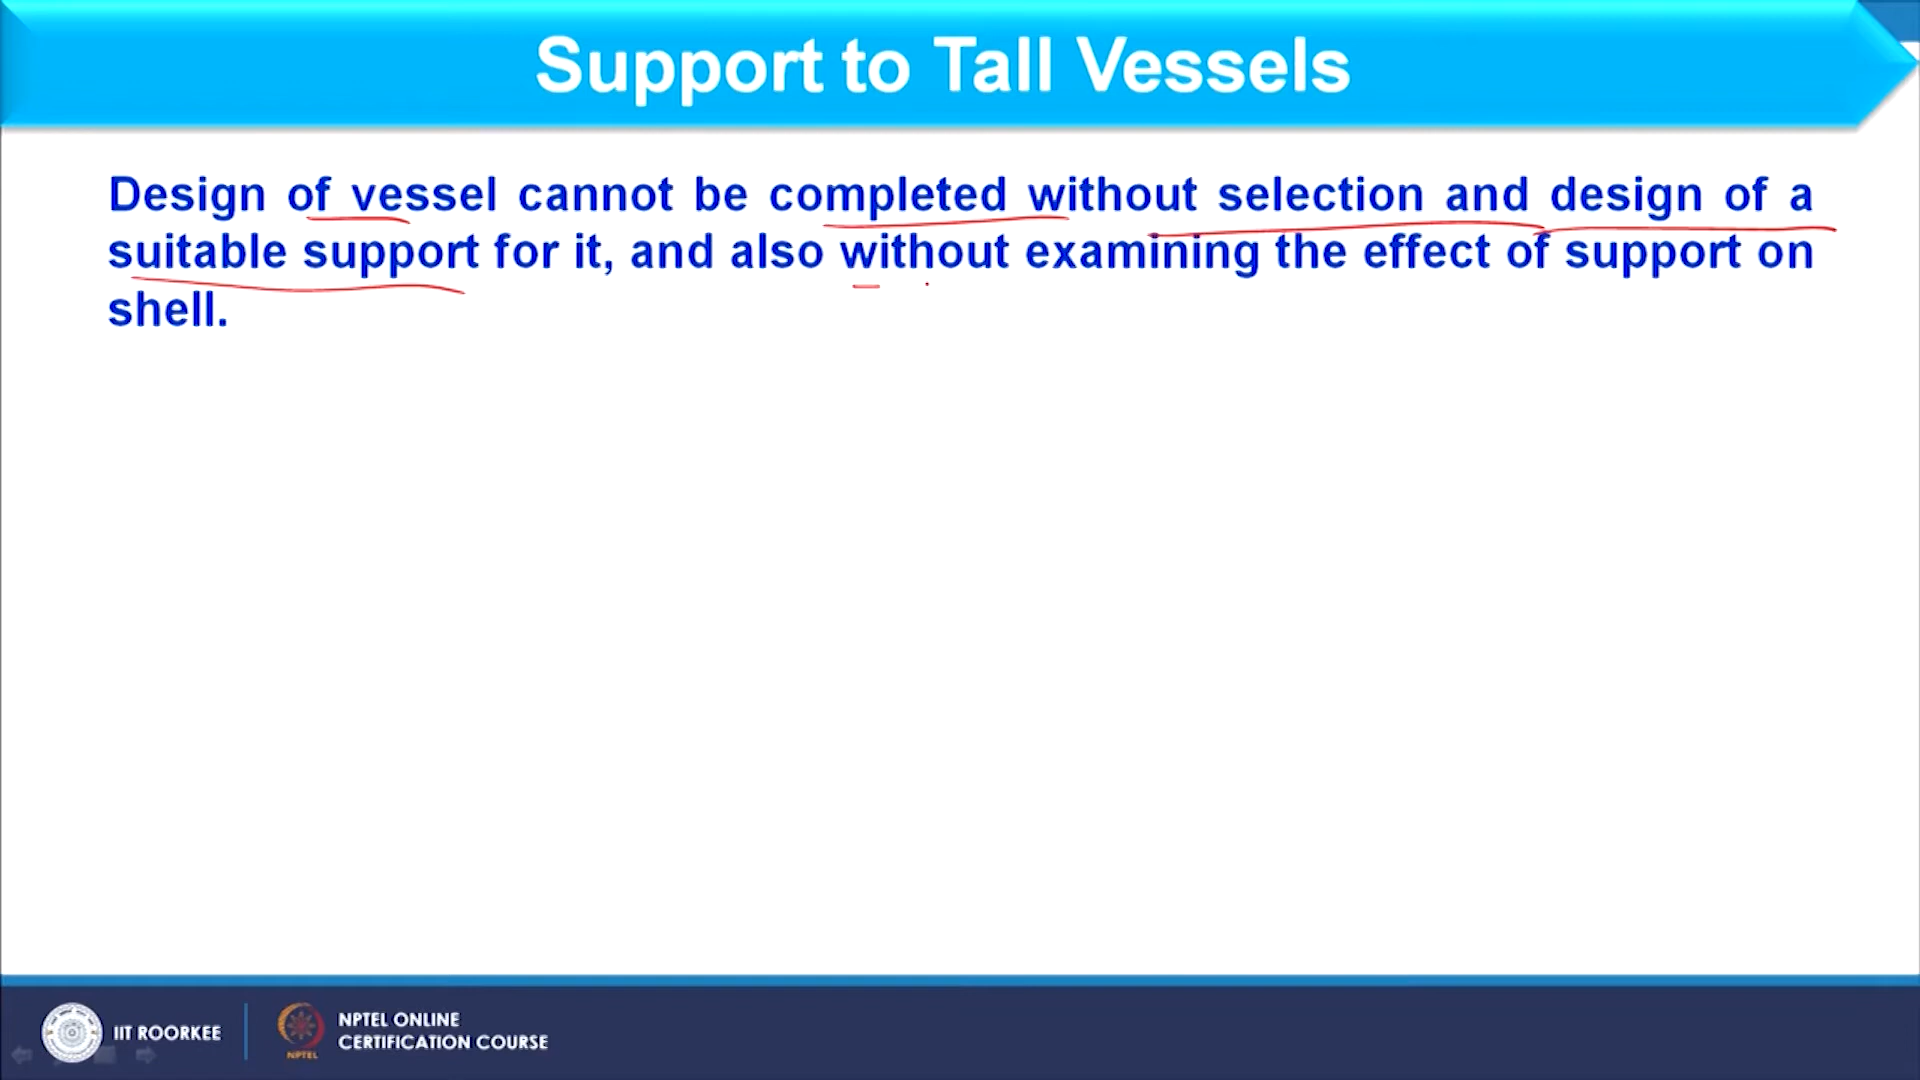 Support to Tall Vessels
Design of vessel cannot be completed without selection and design of a
suitable support for it, and also without examining the effect of support on
shell.
IIT ROORKEE
NPTEL
NPTEL ONLINE
CERTIFICATION COURSE